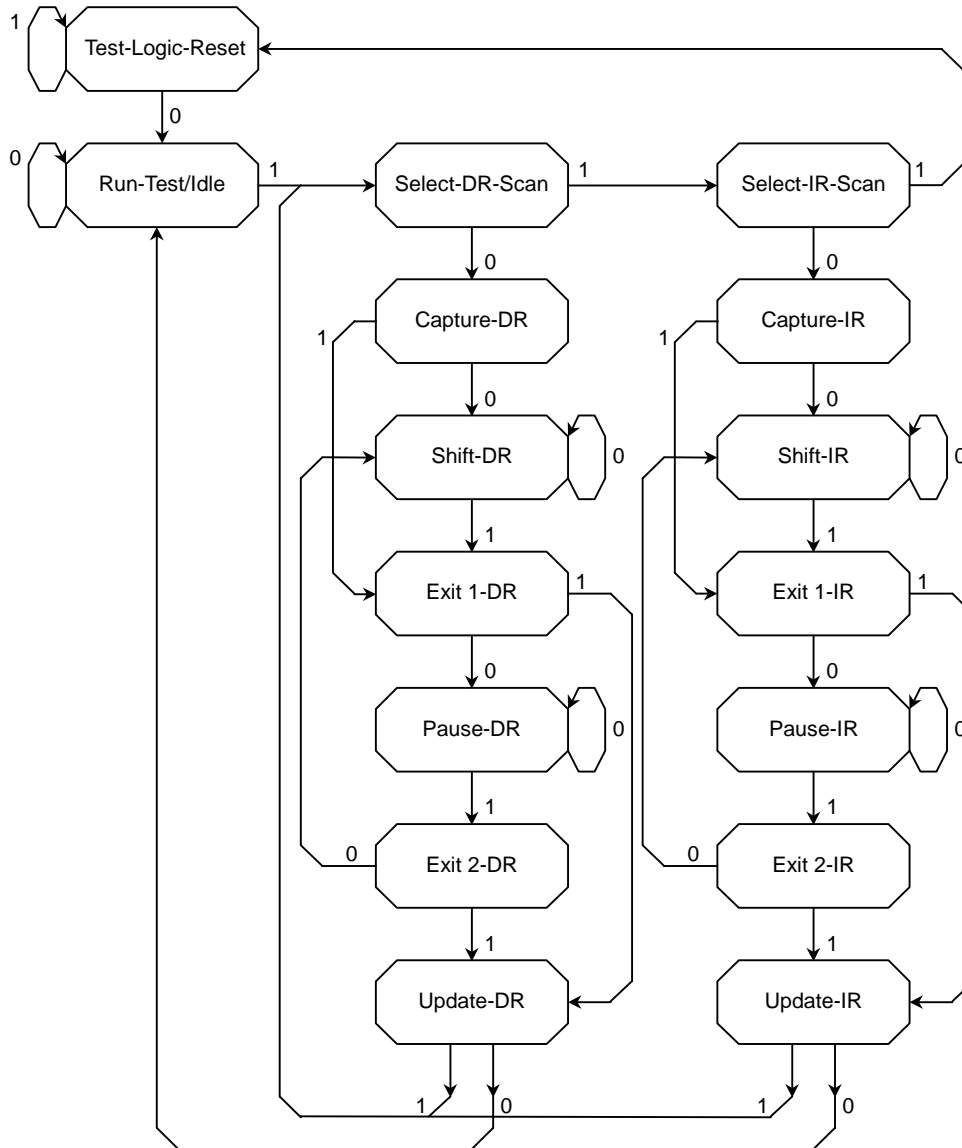 1
Test-Logic-Reset
0
0
Run-Test/Idle
1
Select-DR-Scan
1
Select-IR-Scan
1
0
0
Capture-DR
Capture-IR
1
1
0
0
Shift-DR
0
Shift-IR
0
1
1
Exit 1-DR
1
Exit 1-IR
1
0
0
Pause-DR
0
Pause-IR
0
1
1
0
Exit 2-DR
0
Exit 2-IR
1
1
Update-DR
Update-IR
1
0
1
0